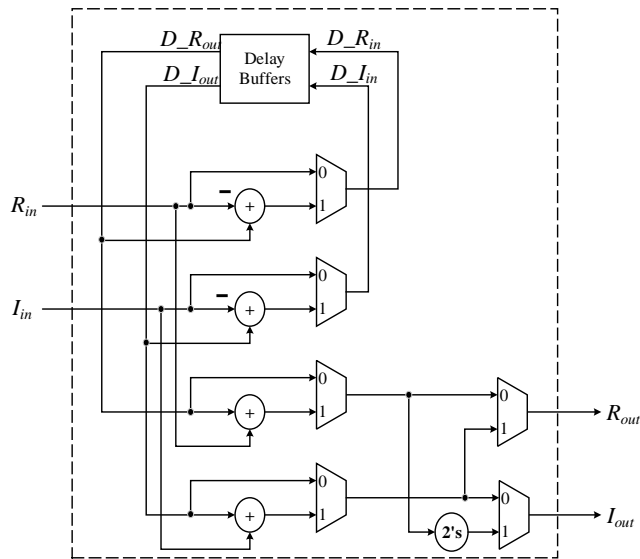 D_R_out
Delay
Buffers
D_R_in
D_I_out
D_I_in
0
R_in
−
+
1
0
I_in
−
+
1
0
+
1
0
1
R_out
0
+
1
0
2's
1
I_out